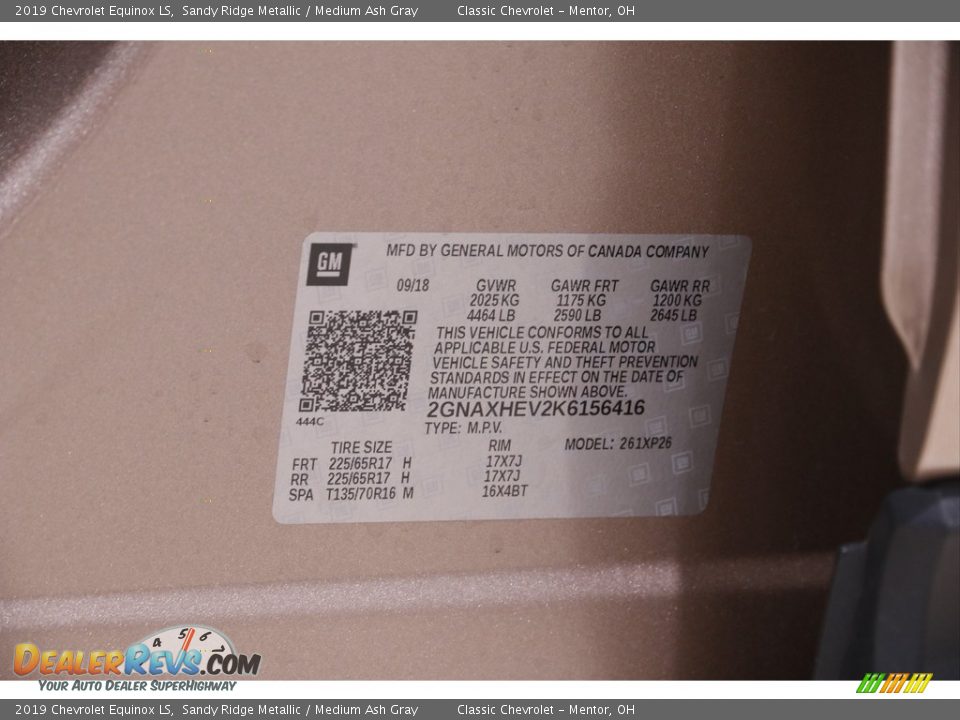 2019 Chevrolet Equinox LS, Sandy Ridge Metallic / Medium Ash Gray Classic Chevrolet - Mentor, OH
GM
MFD BY GENERAL MOTORS OF CANADA COMPANY
09/18 GVWR GAWR FRT GAWR RR
2025 KG 1175 KG 1200 KG
4464 LB 2590 LB 2645 LB
THIS VEHICLE CONFORMS TO ALL
APPLICABLE U.S. FEDERAL MOTOR
VEHICLE SAFETY AND THEFT PREVENTION
STANDARDS IN EFFECT ON THE DATE OF
MANUFACTURE SHOWN ABOVE.
2GNAXHEV2K6156416
444C
TYPE: M.P.V.
TIRE SIZE RIM MODEL: 261XP26
FRT 225/65R17 H 17X7J
RR 225/65R17 H 17X7J
SPA T135/70R16 M 16X4BT
4 5 6
DEALERREVS.COM
YOUR AUTO DEALER SUPERHIGHWAY
2019 Chevrolet Equinox LS, Sandy Ridge Metallic / Medium Ash Gray Classic Chevrolet - Mentor, OH